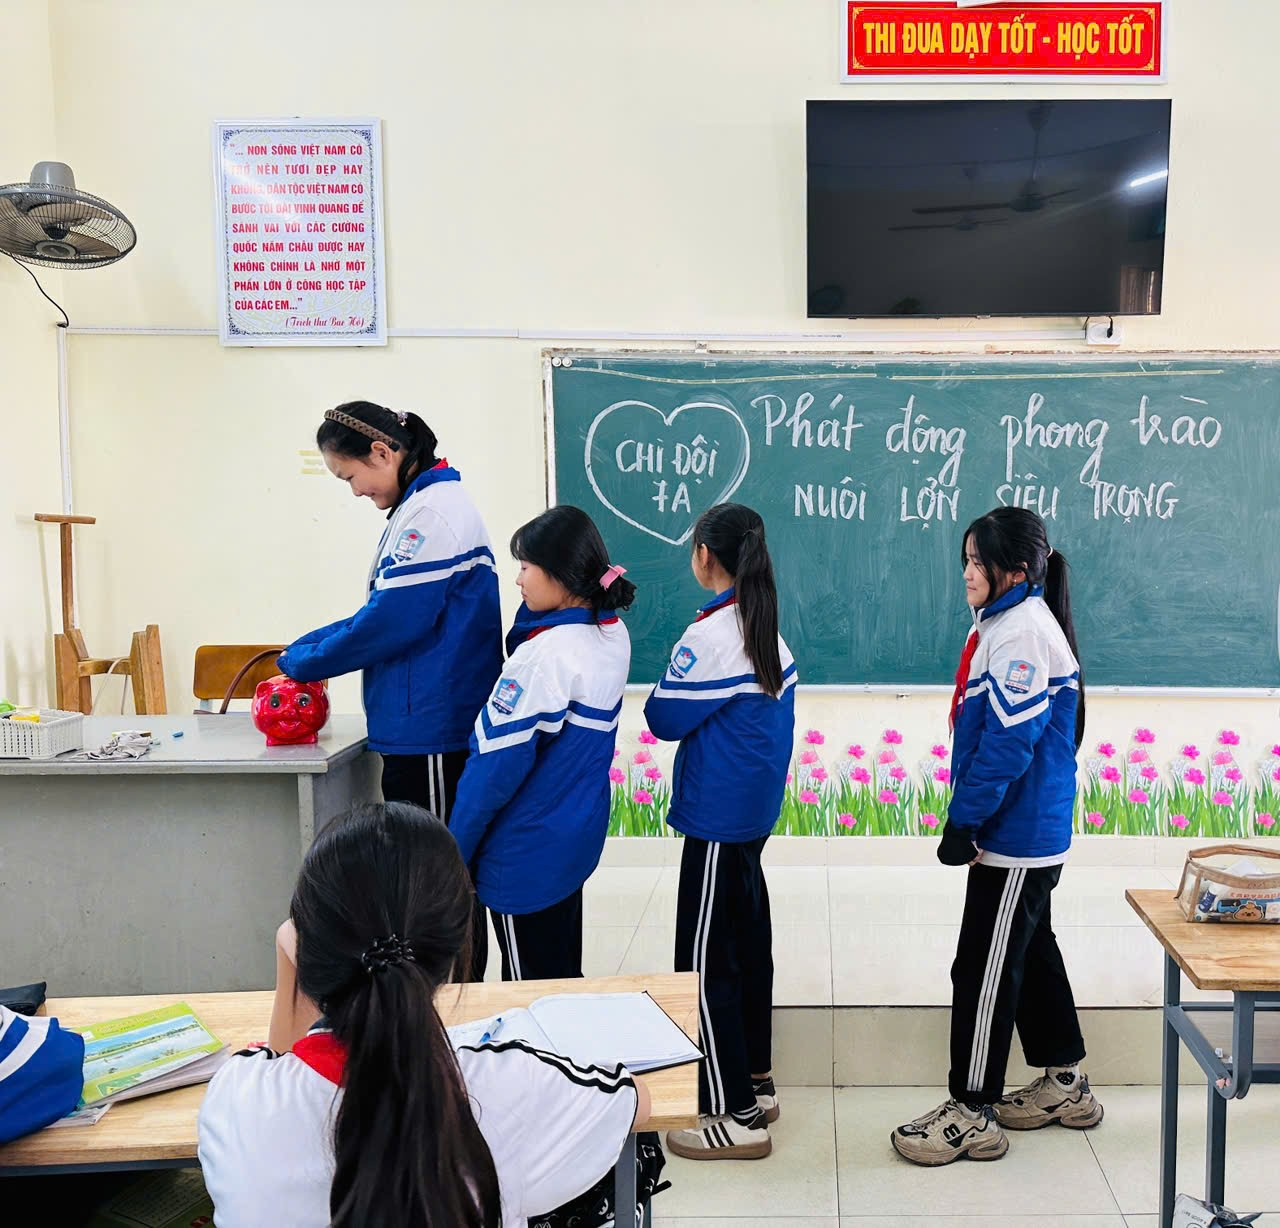 THI ĐUA DẠY TỐT - HỌC TỐT
"... NON SÔNG VIỆT NAM CÓ
TRỞ NÊN TƯƠI ĐẸP HAY
KHÔNG, DÂN TỘC VIỆT NAM CÓ
BƯỚC TỚI ĐÀI VINH QUANG ĐỂ
SÁNH VAI VỚI CÁC CƯỜNG
QUỐC NĂM CHÂU ĐƯỢC HAY
KHÔNG CHÍNH LÀ NHỜ MỘT
PHẦN LỚN Ở CÔNG HỌC TẬP
CỦA CÁC EM..."
(Trích thư Bác Hồ)
CHI ĐỘI
7A
Phát động phong trào
NUÔI LỢN SIÊU TRỌNG